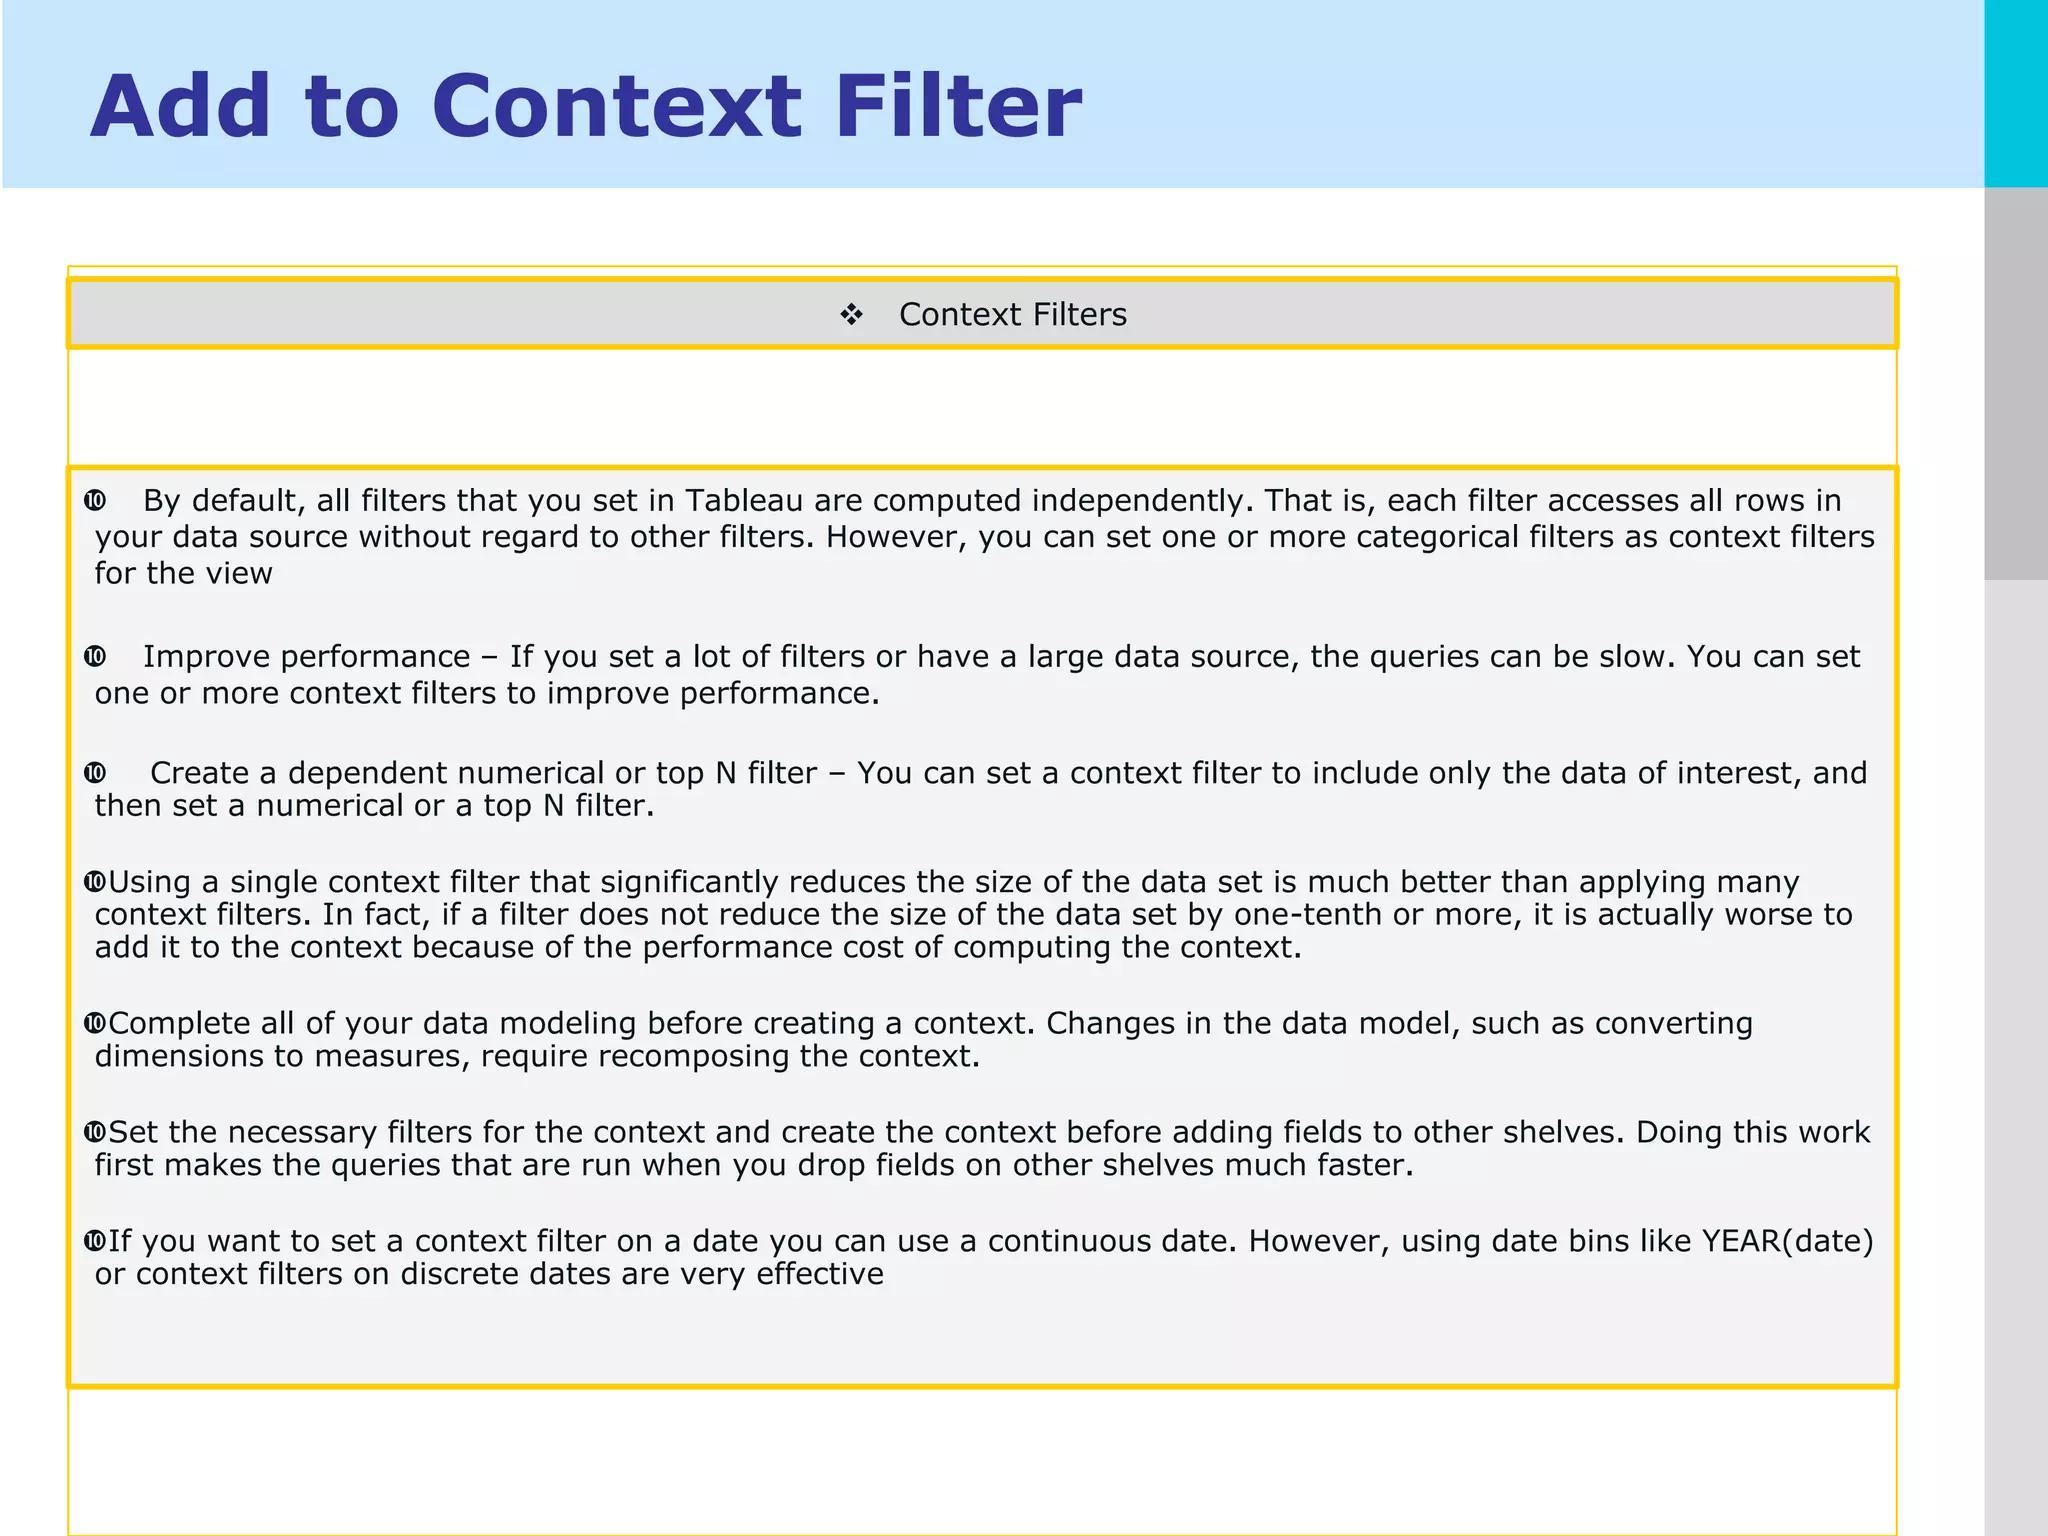 Add to Context Filter
❖ Context Filters
❿ By default, all filters that you set in Tableau are computed independently. That is, each filter accesses all rows in
your data source without regard to other filters. However, you can set one or more categorical filters as context filters
for the view
❿ Improve performance – If you set a lot of filters or have a large data source, the queries can be slow. You can set
one or more context filters to improve performance.
❿ Create a dependent numerical or top N filter – You can set a context filter to include only the data of interest, and
then set a numerical or a top N filter.
❿Using a single context filter that significantly reduces the size of the data set is much better than applying many
context filters. In fact, if a filter does not reduce the size of the data set by one-tenth or more, it is actually worse to
add it to the context because of the performance cost of computing the context.
❿Complete all of your data modeling before creating a context. Changes in the data model, such as converting
dimensions to measures, require recomposing the context.
❿Set the necessary filters for the context and create the context before adding fields to other shelves. Doing this work
first makes the queries that are run when you drop fields on other shelves much faster.
❿If you want to set a context filter on a date you can use a continuous date. However, using date bins like YEAR(date)
or context filters on discrete dates are very effective